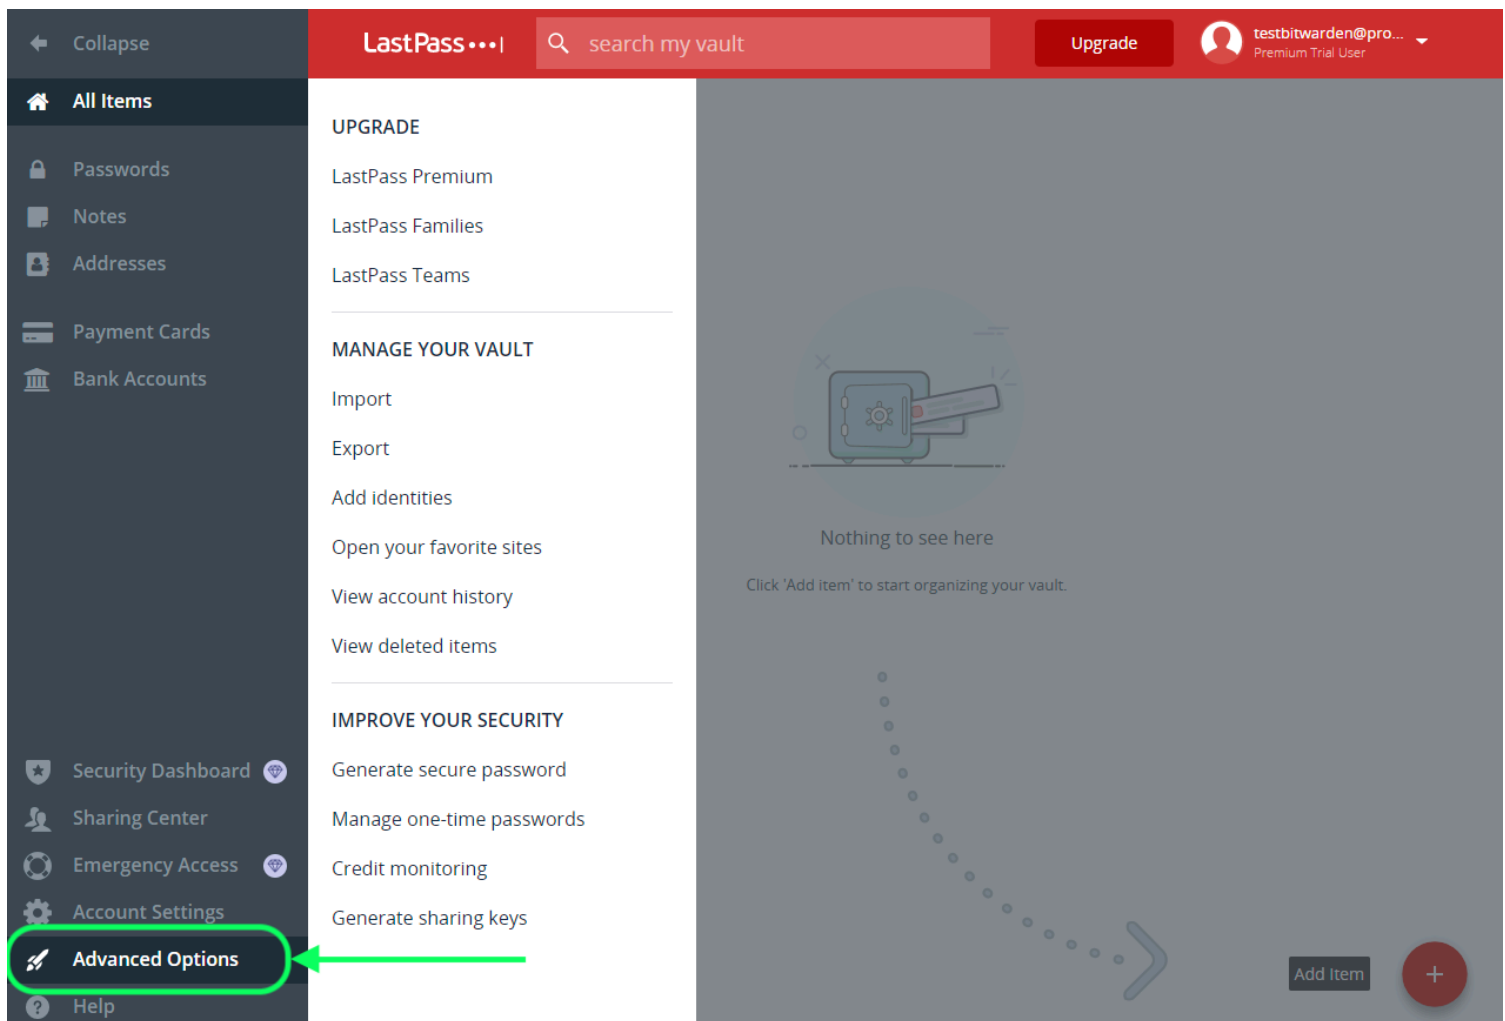 Collapse
LastPass
search my vault
Upgrade
testbitwarden@pro...
Premium Trial User
All Items
Passwords
Notes
Addresses
Payment Cards
Bank Accounts
Security Dashboard
Sharing Center
Emergency Access
Account Settings
Advanced Options
Help
UPGRADE
LastPass Premium
LastPass Families
LastPass Teams
MANAGE YOUR VAULT
Import
Export
Add identities
Open your favorite sites
View account history
View deleted items
IMPROVE YOUR SECURITY
Generate secure password
Manage one-time passwords
Credit monitoring
Generate sharing keys
Nothing to see here
Click 'Add item' to start organizing your vault.
Add Item